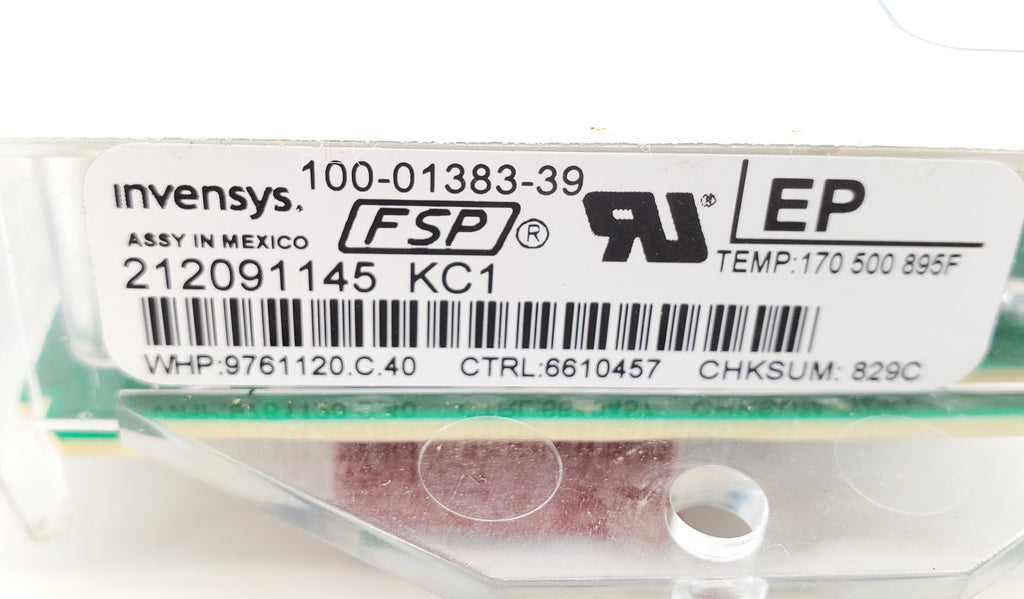 invensys. 100-01383-39
ASSY IN MEXICO FSP ® RU ® EP
TEMP:170 500 895F
212091145 KC1
WHP:9761120.C.40 CTRL:6610457 CHKSUM: 829C